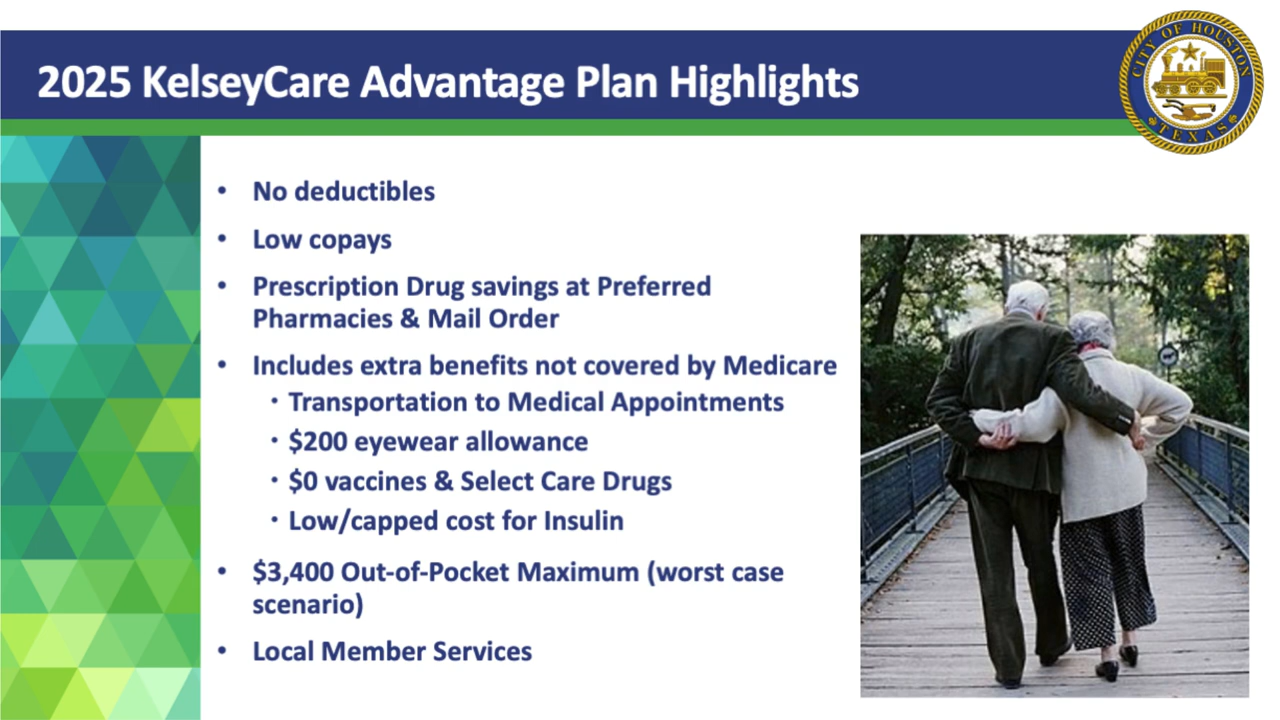 2025 KelseyCare Advantage Plan Highlights
CITY OF HOUSTON
TEXAS
• No deductibles
• Low copays
• Prescription Drug savings at Preferred
Pharmacies & Mail Order
• Includes extra benefits not covered by Medicare
• Transportation to Medical Appointments
• $200 eyewear allowance
• $0 vaccines & Select Care Drugs
• Low/capped cost for Insulin
• $3,400 Out-of-Pocket Maximum (worst case
scenario)
• Local Member Services